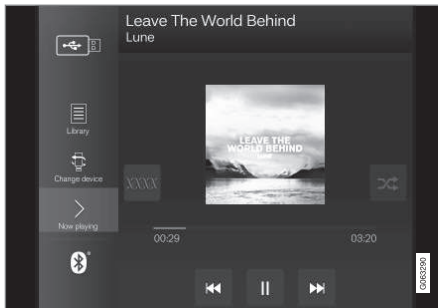 Leave The World Behind
Lune
Library
LEAVE THE
WORLD BEHIND
LUNE
Change device
XXXX
Now playing
00:29
03:20
G063290